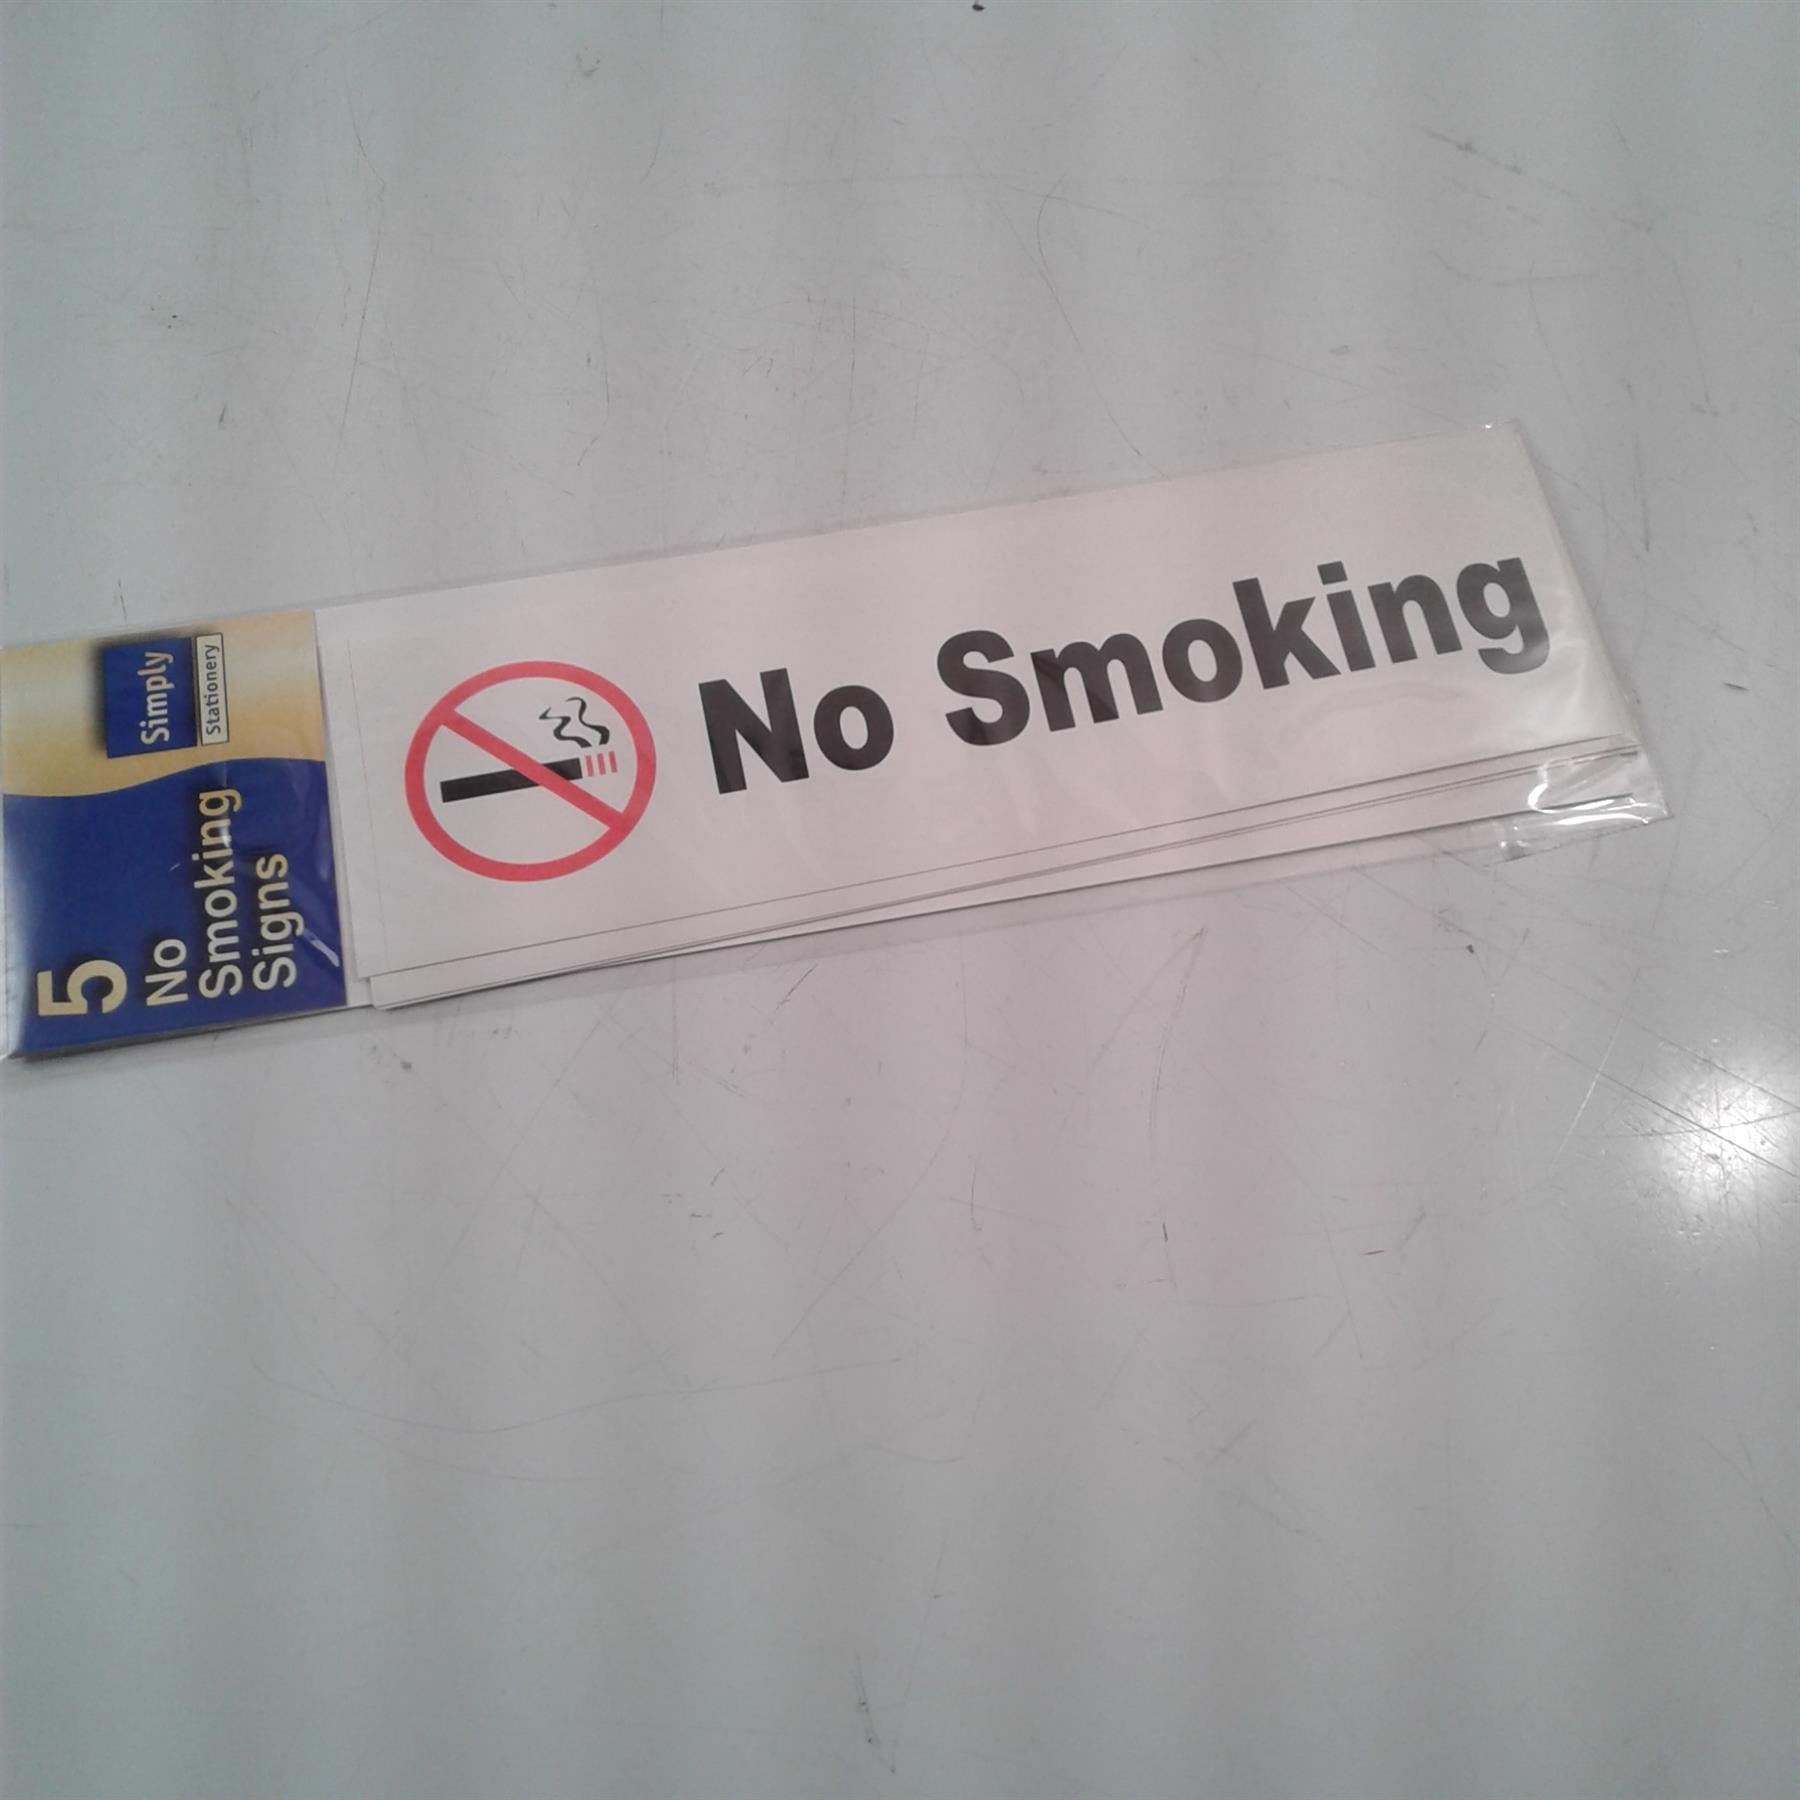 Simply
Stationery
5
No
Smoking
Signs
No Smoking